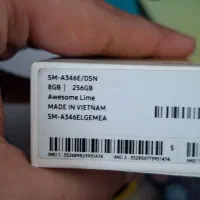 SM-A346E/DSN
8GB | 256GB
Awesome Lime
MADE IN VIETNAM
SM-A346ELGEMEA
S